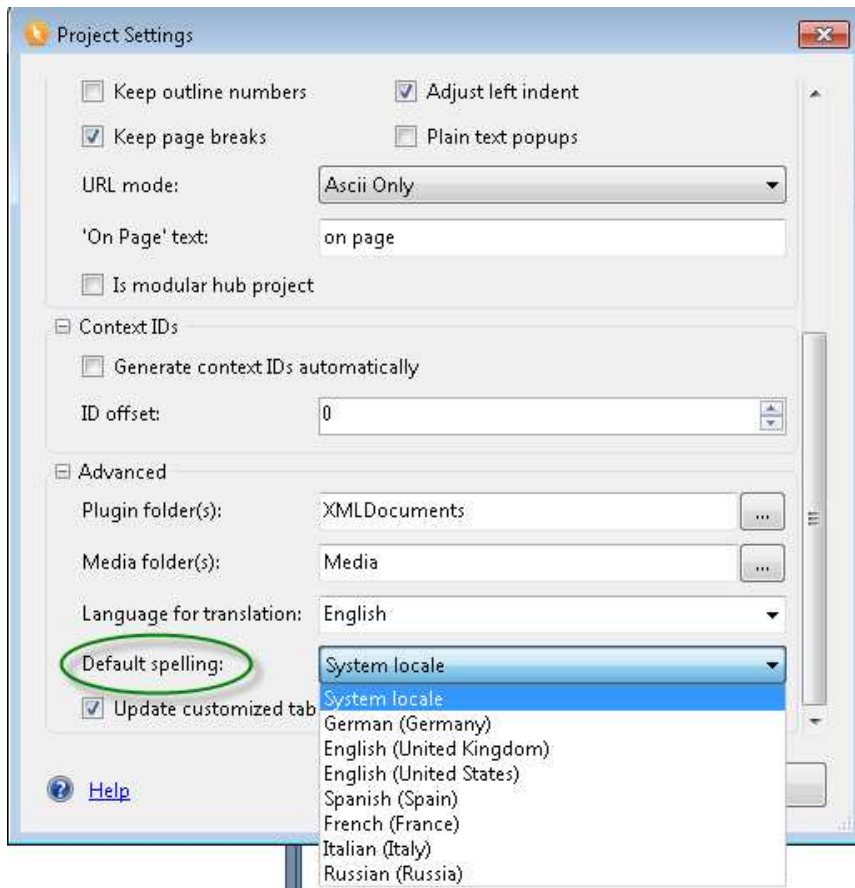 Project Settings
Keep outline numbers Adjust left indent
Keep page breaks Plain text popups
URL mode: Ascii Only
'On Page' text: on page
Is modular hub project
Context IDs
Generate context IDs automatically
ID offset: 0
Advanced
Plugin folder(s): XMLDocuments ...
Media folder(s): Media ...
Language for translation: English
Default spelling: System locale
Update customized tab
System locale
German (Germany)
English (United Kingdom)
English (United States)
Spanish (Spain)
French (France)
Italian (Italy)
Russian (Russia)
Help